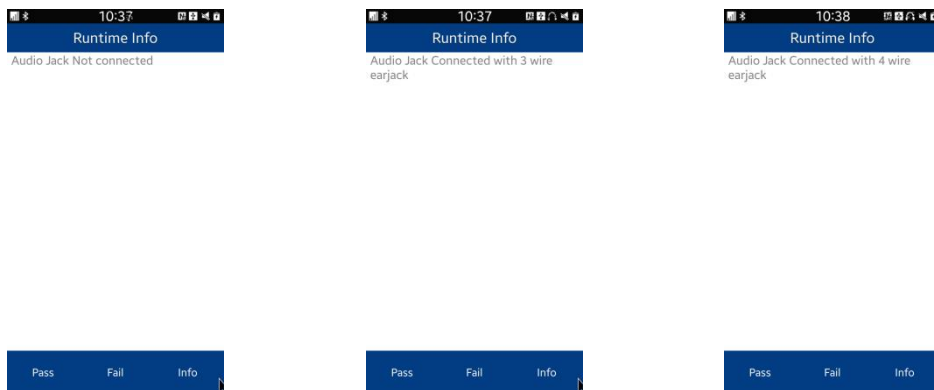 10:37
Runtime Info
Audio Jack Not connected
Pass Fail Info
10:37
Runtime Info
Audio Jack Connected with 3 wire
earjack
Pass Fail Info
10:38
Runtime Info
Audio Jack Connected with 4 wire
earjack
Pass Fail Info